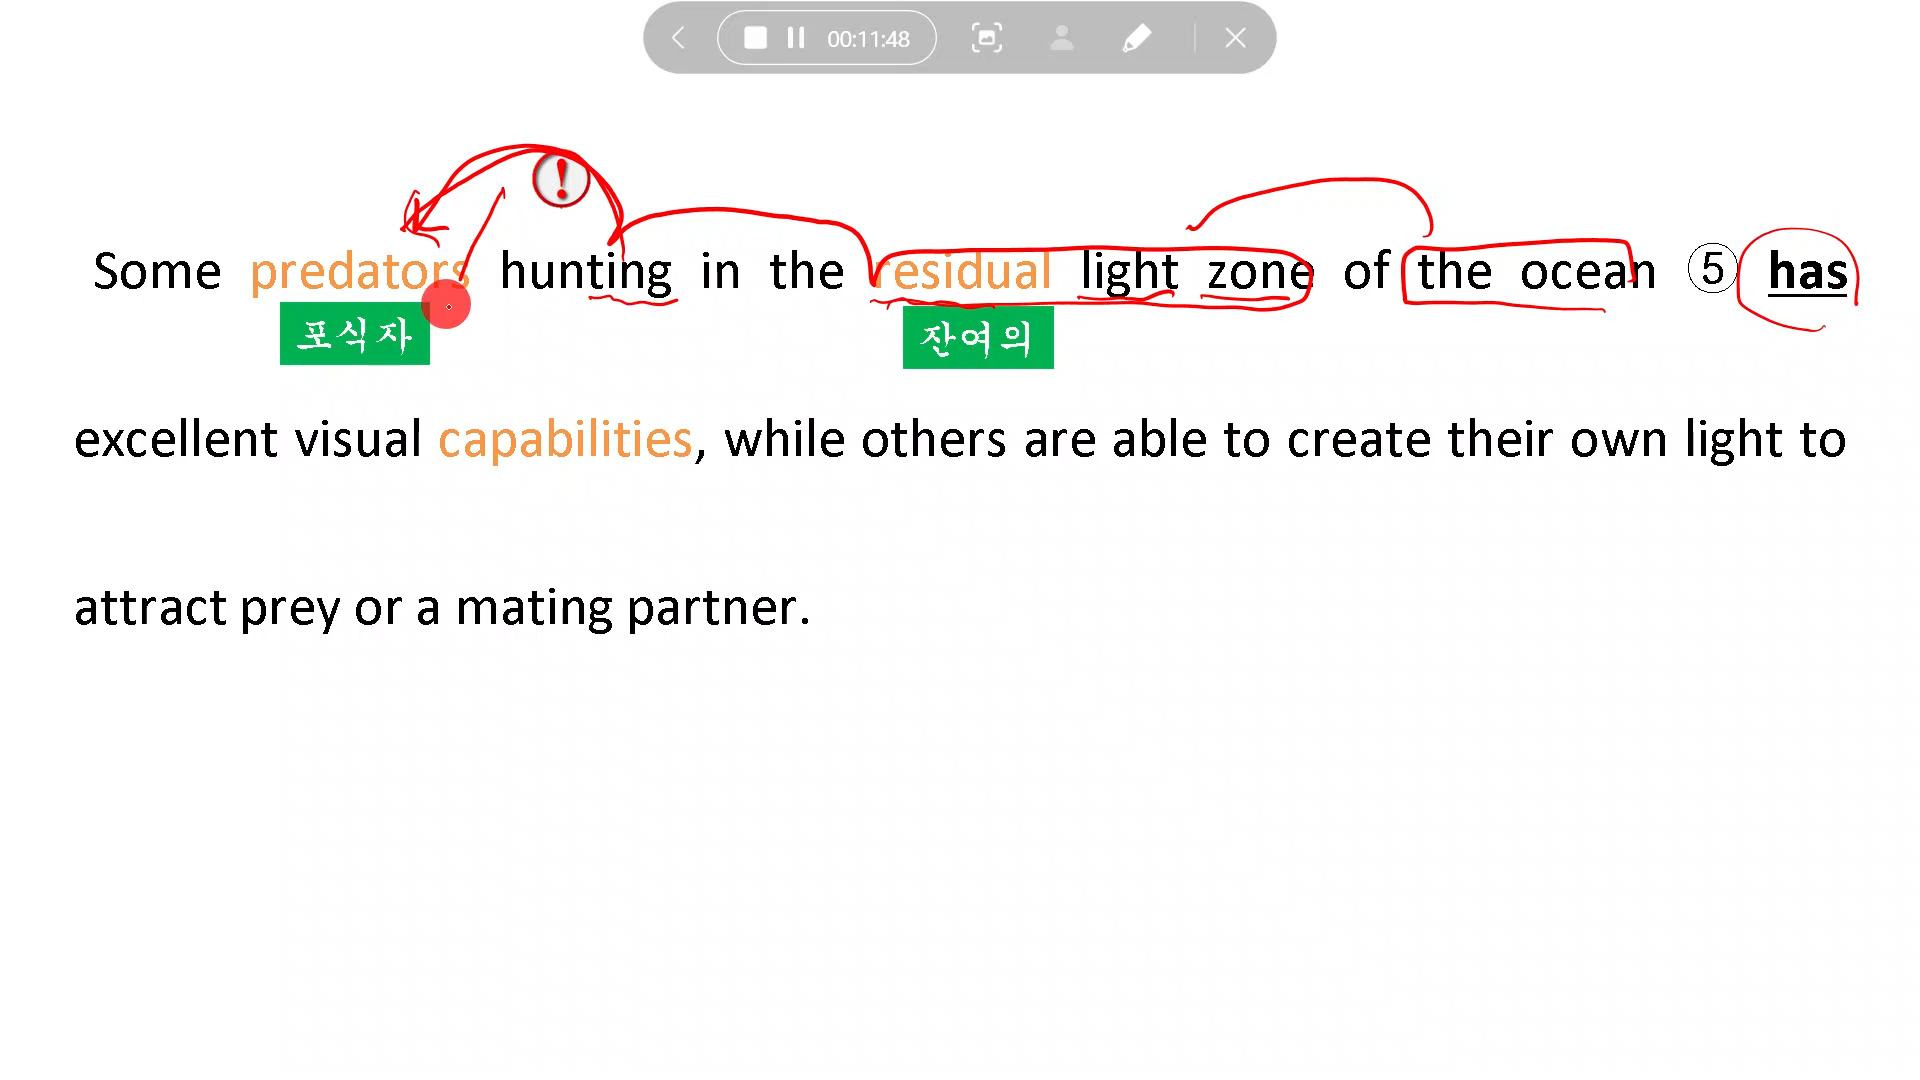 00:11:48
Some predators hunting in the residual light zone of the ocean ⑤ has
포식자 잔여의
excellent visual capabilities, while others are able to create their own light to
attract prey or a mating partner.